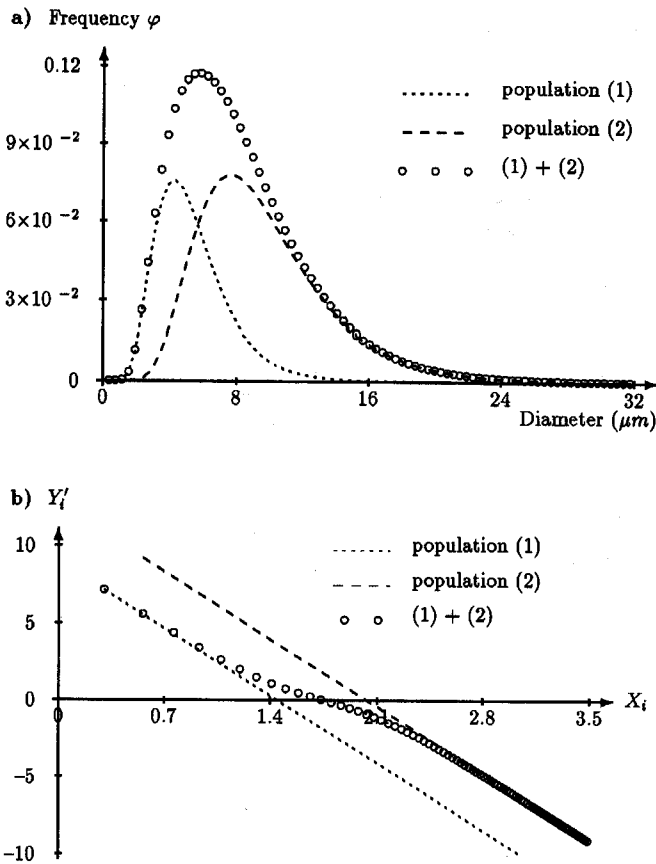 a) Frequency φ
0.12
9×10 −2
6×10 −2
3×10 −2
0
0 8 16 24 32
Diameter (μm)
population (1)
population (2)
(1) + (2)
b) Y′i
10
5
0
−5
−10
0 0.7 1.4 2.1 2.8 3.5
Xi
population (1)
population (2)
(1) + (2)